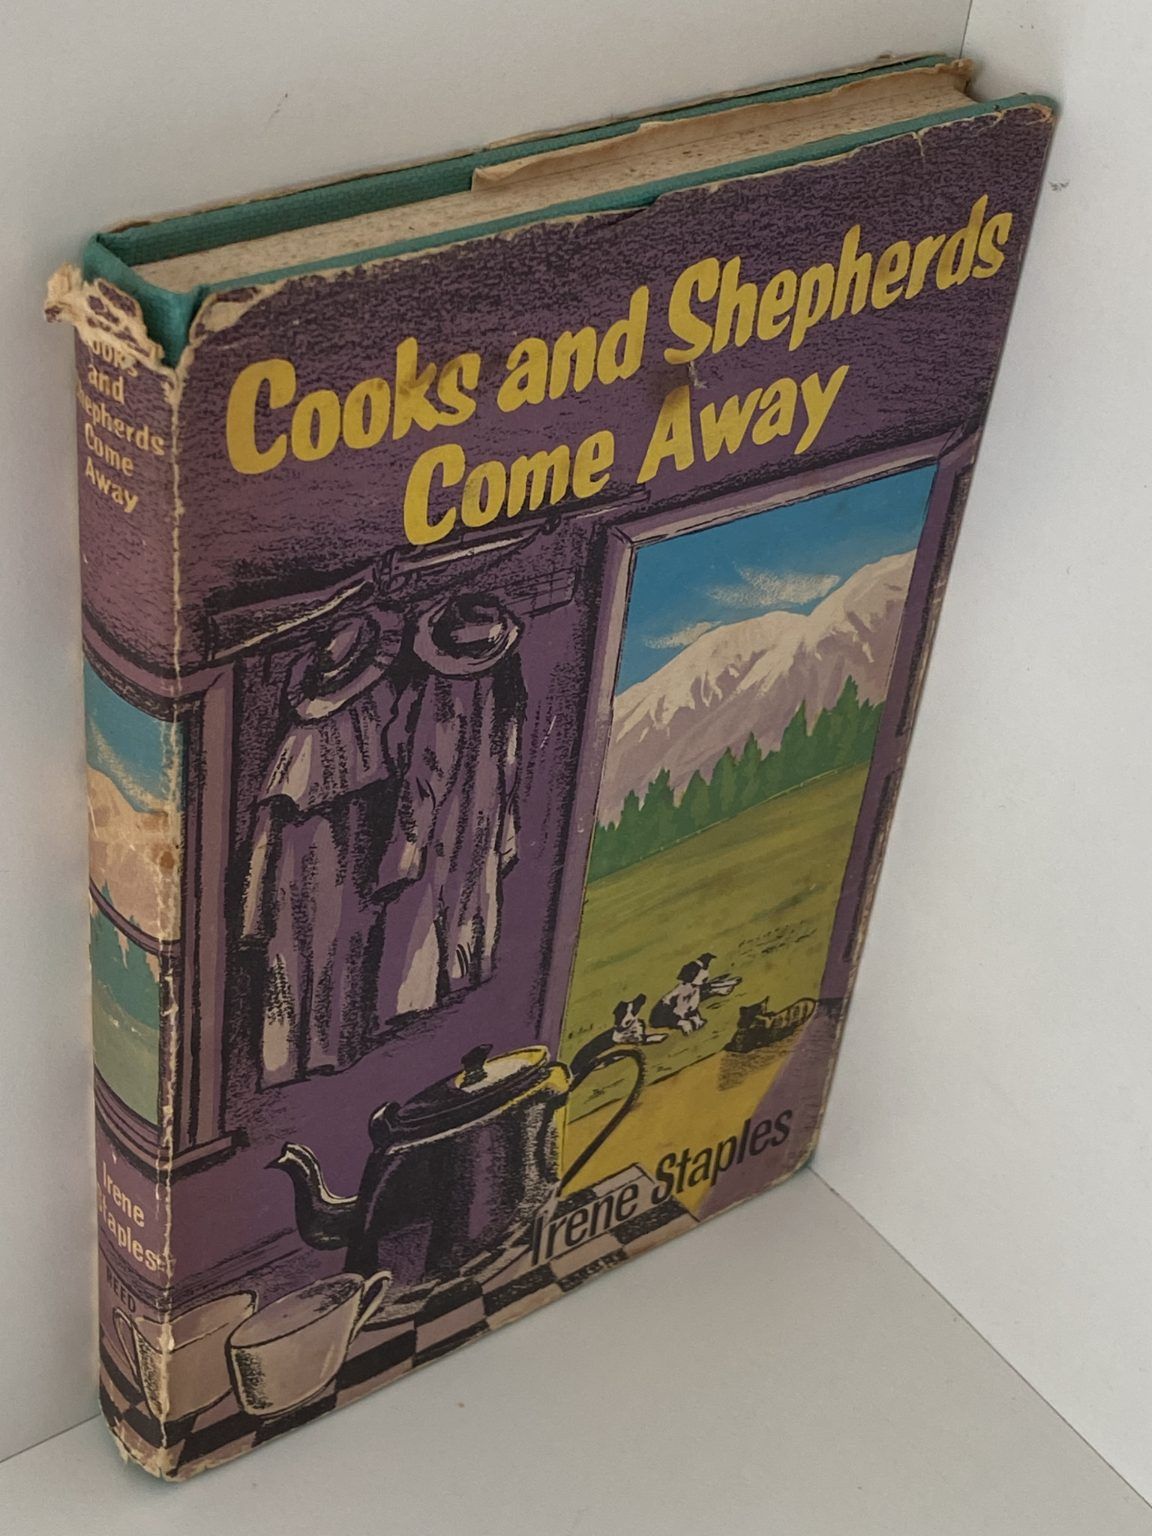 Cooks and Shepherds
Come Away
Irene Staples
Cooks
and
Shepherds
Come
Away
Irene
Staples
REED